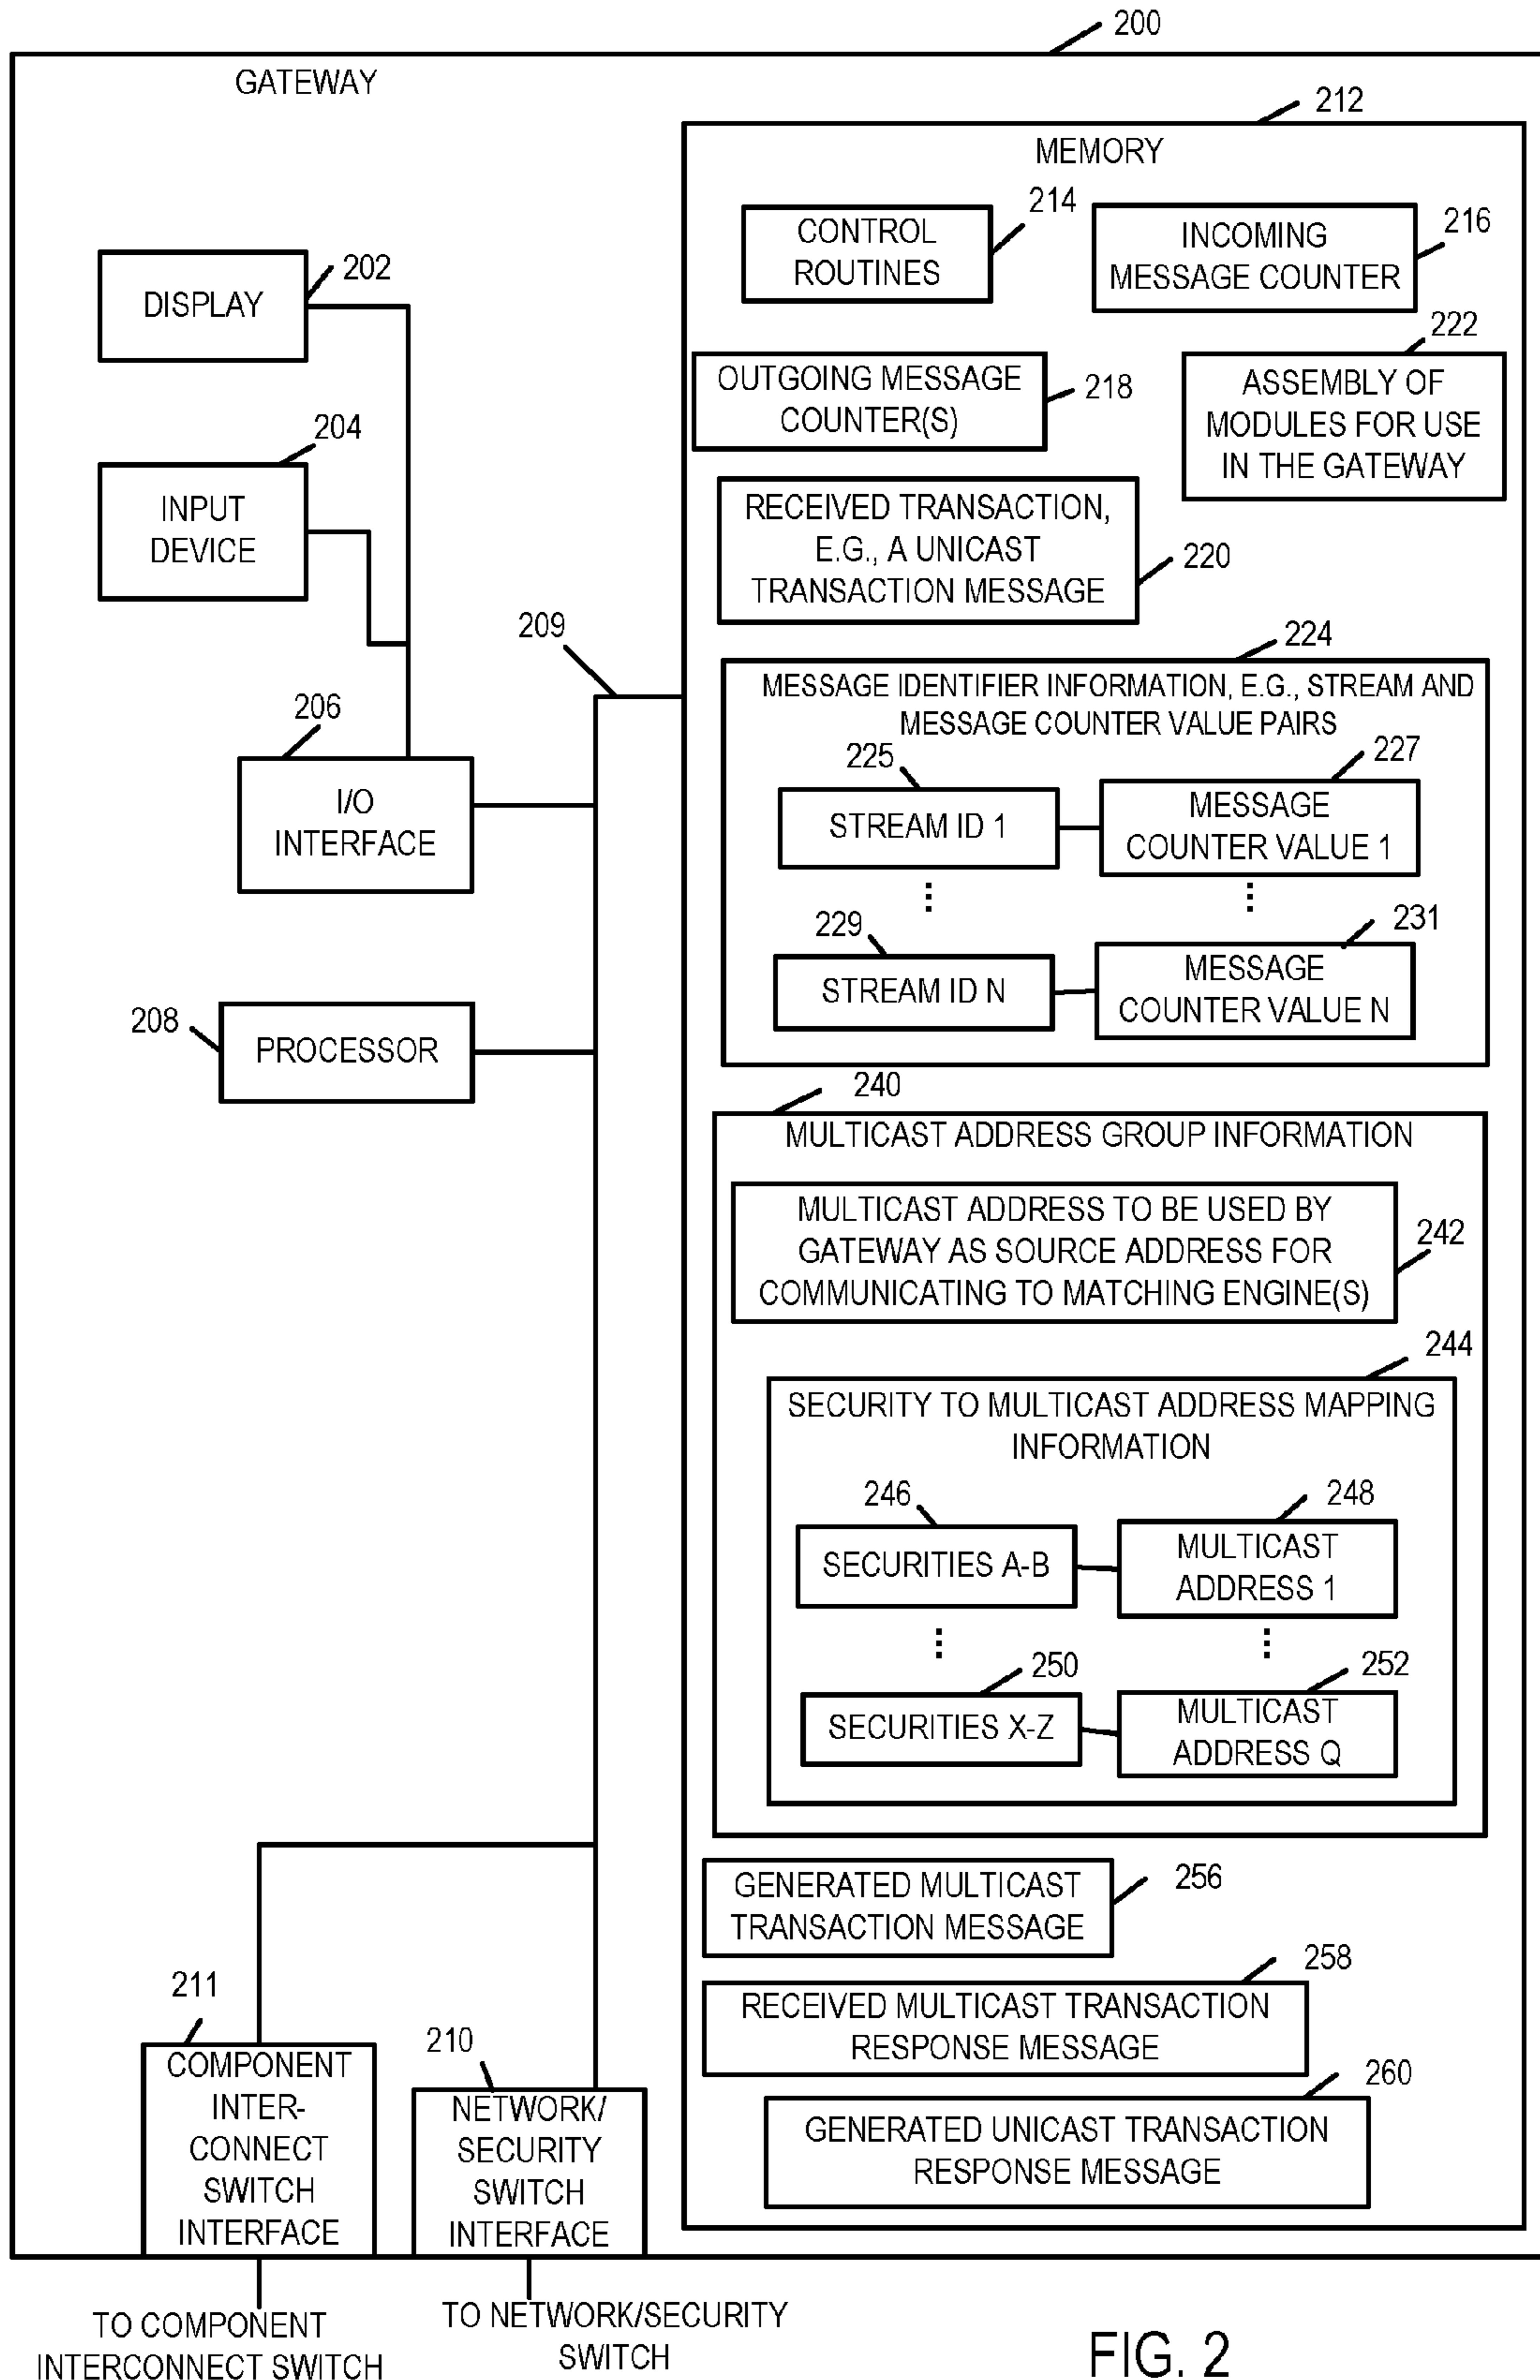 200
GATEWAY
212
MEMORY
214
CONTROL
ROUTINES
216
INCOMING
MESSAGE COUNTER
202
DISPLAY
222
ASSEMBLY OF
MODULES FOR USE
IN THE GATEWAY
OUTGOING MESSAGE
COUNTER(S)
218
204
INPUT
DEVICE
RECEIVED TRANSACTION,
E.G., A UNICAST
TRANSACTION MESSAGE
220
209
224
MESSAGE IDENTIFIER INFORMATION, E.G., STREAM AND
MESSAGE COUNTER VALUE PAIRS
206
I/O
INTERFACE
225
STREAM ID 1
227
MESSAGE
COUNTER VALUE 1
⋮
⋮
229
STREAM ID N
231
MESSAGE
COUNTER VALUE N
208
PROCESSOR
240
MULTICAST ADDRESS GROUP INFORMATION
MULTICAST ADDRESS TO BE USED BY
GATEWAY AS SOURCE ADDRESS FOR
COMMUNICATING TO MATCHING ENGINE(S)
242
244
SECURITY TO MULTICAST ADDRESS MAPPING
INFORMATION
246
SECURITIES A-B
248
MULTICAST
ADDRESS 1
⋮
⋮
250
SECURITIES X-Z
252
MULTICAST
ADDRESS Q
GENERATED MULTICAST
TRANSACTION MESSAGE
256
258
RECEIVED MULTICAST TRANSACTION
RESPONSE MESSAGE
260
GENERATED UNICAST TRANSACTION
RESPONSE MESSAGE
211
COMPONENT
INTER-
CONNECT
SWITCH
INTERFACE
210
NETWORK/
SECURITY
SWITCH
INTERFACE
TO COMPONENT
INTERCONNECT SWITCH
TO NETWORK/SECURITY
SWITCH
FIG. 2